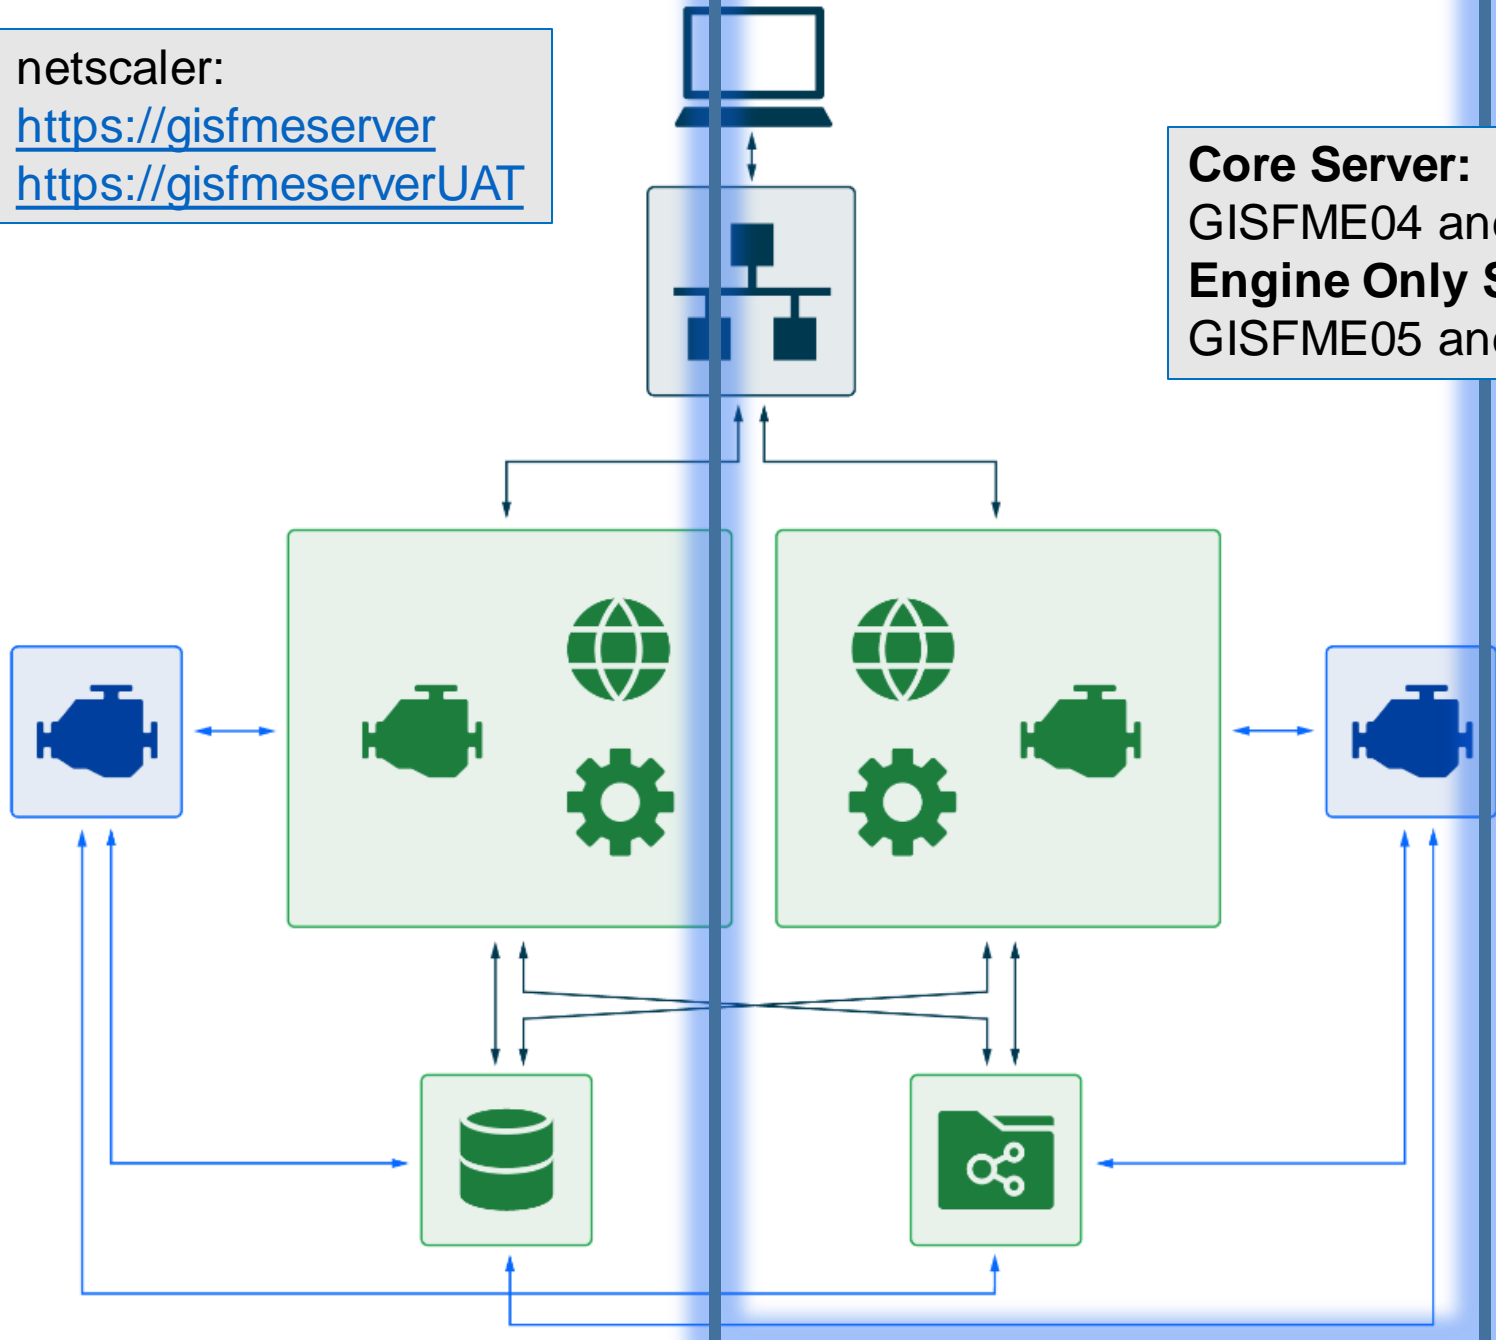 netscaler:
https://gisfmeserver
https://gisfmeserverUAT
Core Server:
GISFME04
Engine Only
GISFME05